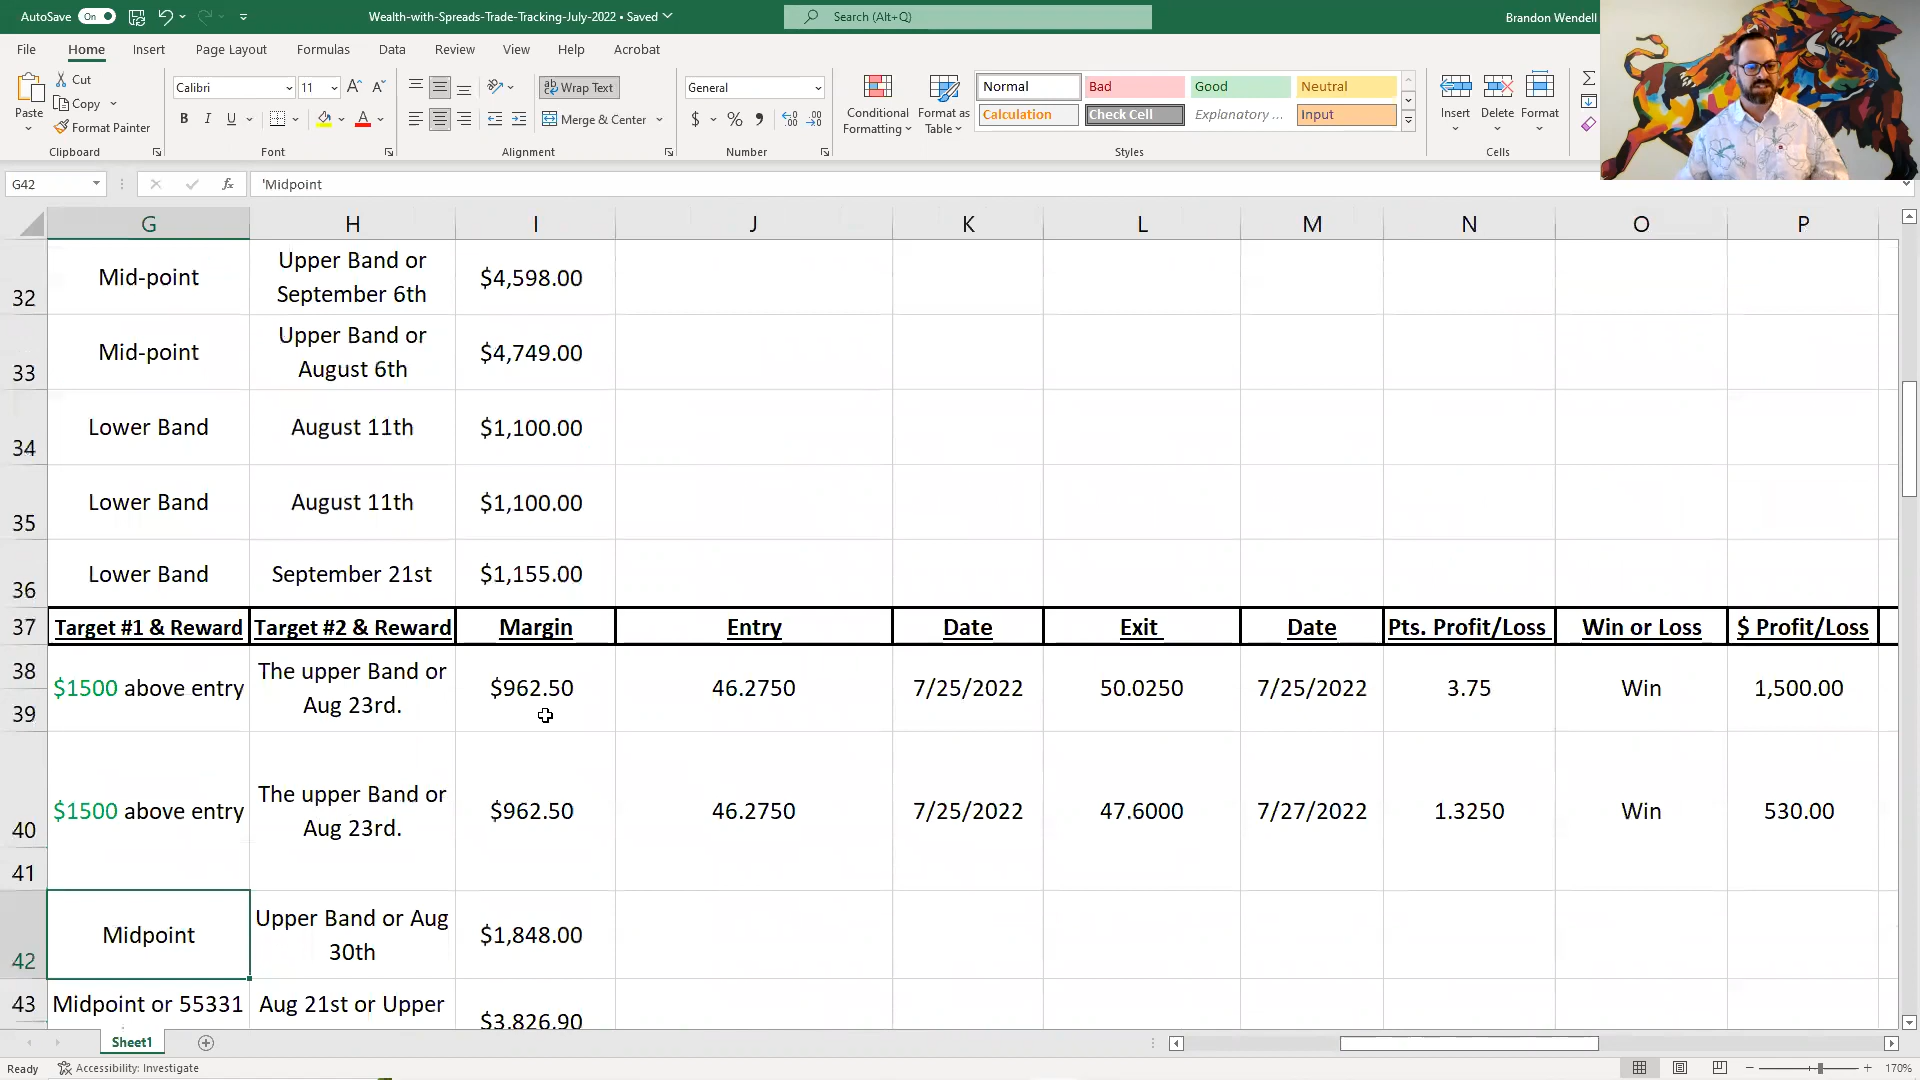 AutoSave On Wealth-with-Spreads-Trade-Tracking-July-2022 • Saved Search (Alt+Q) Brandon Wendell
File Home Insert Page Layout Formulas Data Review View Help Acrobat
Paste Cut Copy Format Painter
Calibri 11
B I U A A A
Wrap Text
Merge & Center
General
$ % 9
Conditional Formatting
Format as Table
Normal Bad Good Neutral
Calculation Check Cell Explanatory ... Input
Insert Delete Format
Clipboard Font Alignment Number Styles Cells
G42 fx 'Midpoint
G H I J K L M N O P
32 Mid-point Upper Band or September 6th $4,598.00
33 Mid-point Upper Band or August 6th $4,749.00
34 Lower Band August 11th $1,100.00
35 Lower Band August 11th $1,100.00
36 Lower Band September 21st $1,155.00
37 Target #1 & Reward Target #2 & Reward Margin Entry Date Exit Date Pts. Profit/Loss Win or Loss $ Profit/Loss
38 $1500 above entry The upper Band or Aug 23rd. $962.50 46.2750 7/25/2022 50.0250 7/25/2022 3.75 Win 1,500.00
39
40 $1500 above entry The upper Band or Aug 23rd. $962.50 46.2750 7/25/2022 47.6000 7/27/2022 1.3250 Win 530.00
41
42 Midpoint Upper Band or Aug 30th $1,848.00
43 Midpoint or 55331 Aug 21st or Upper $3,826.90
Sheet1
Ready Accessibility: Investigate 170%